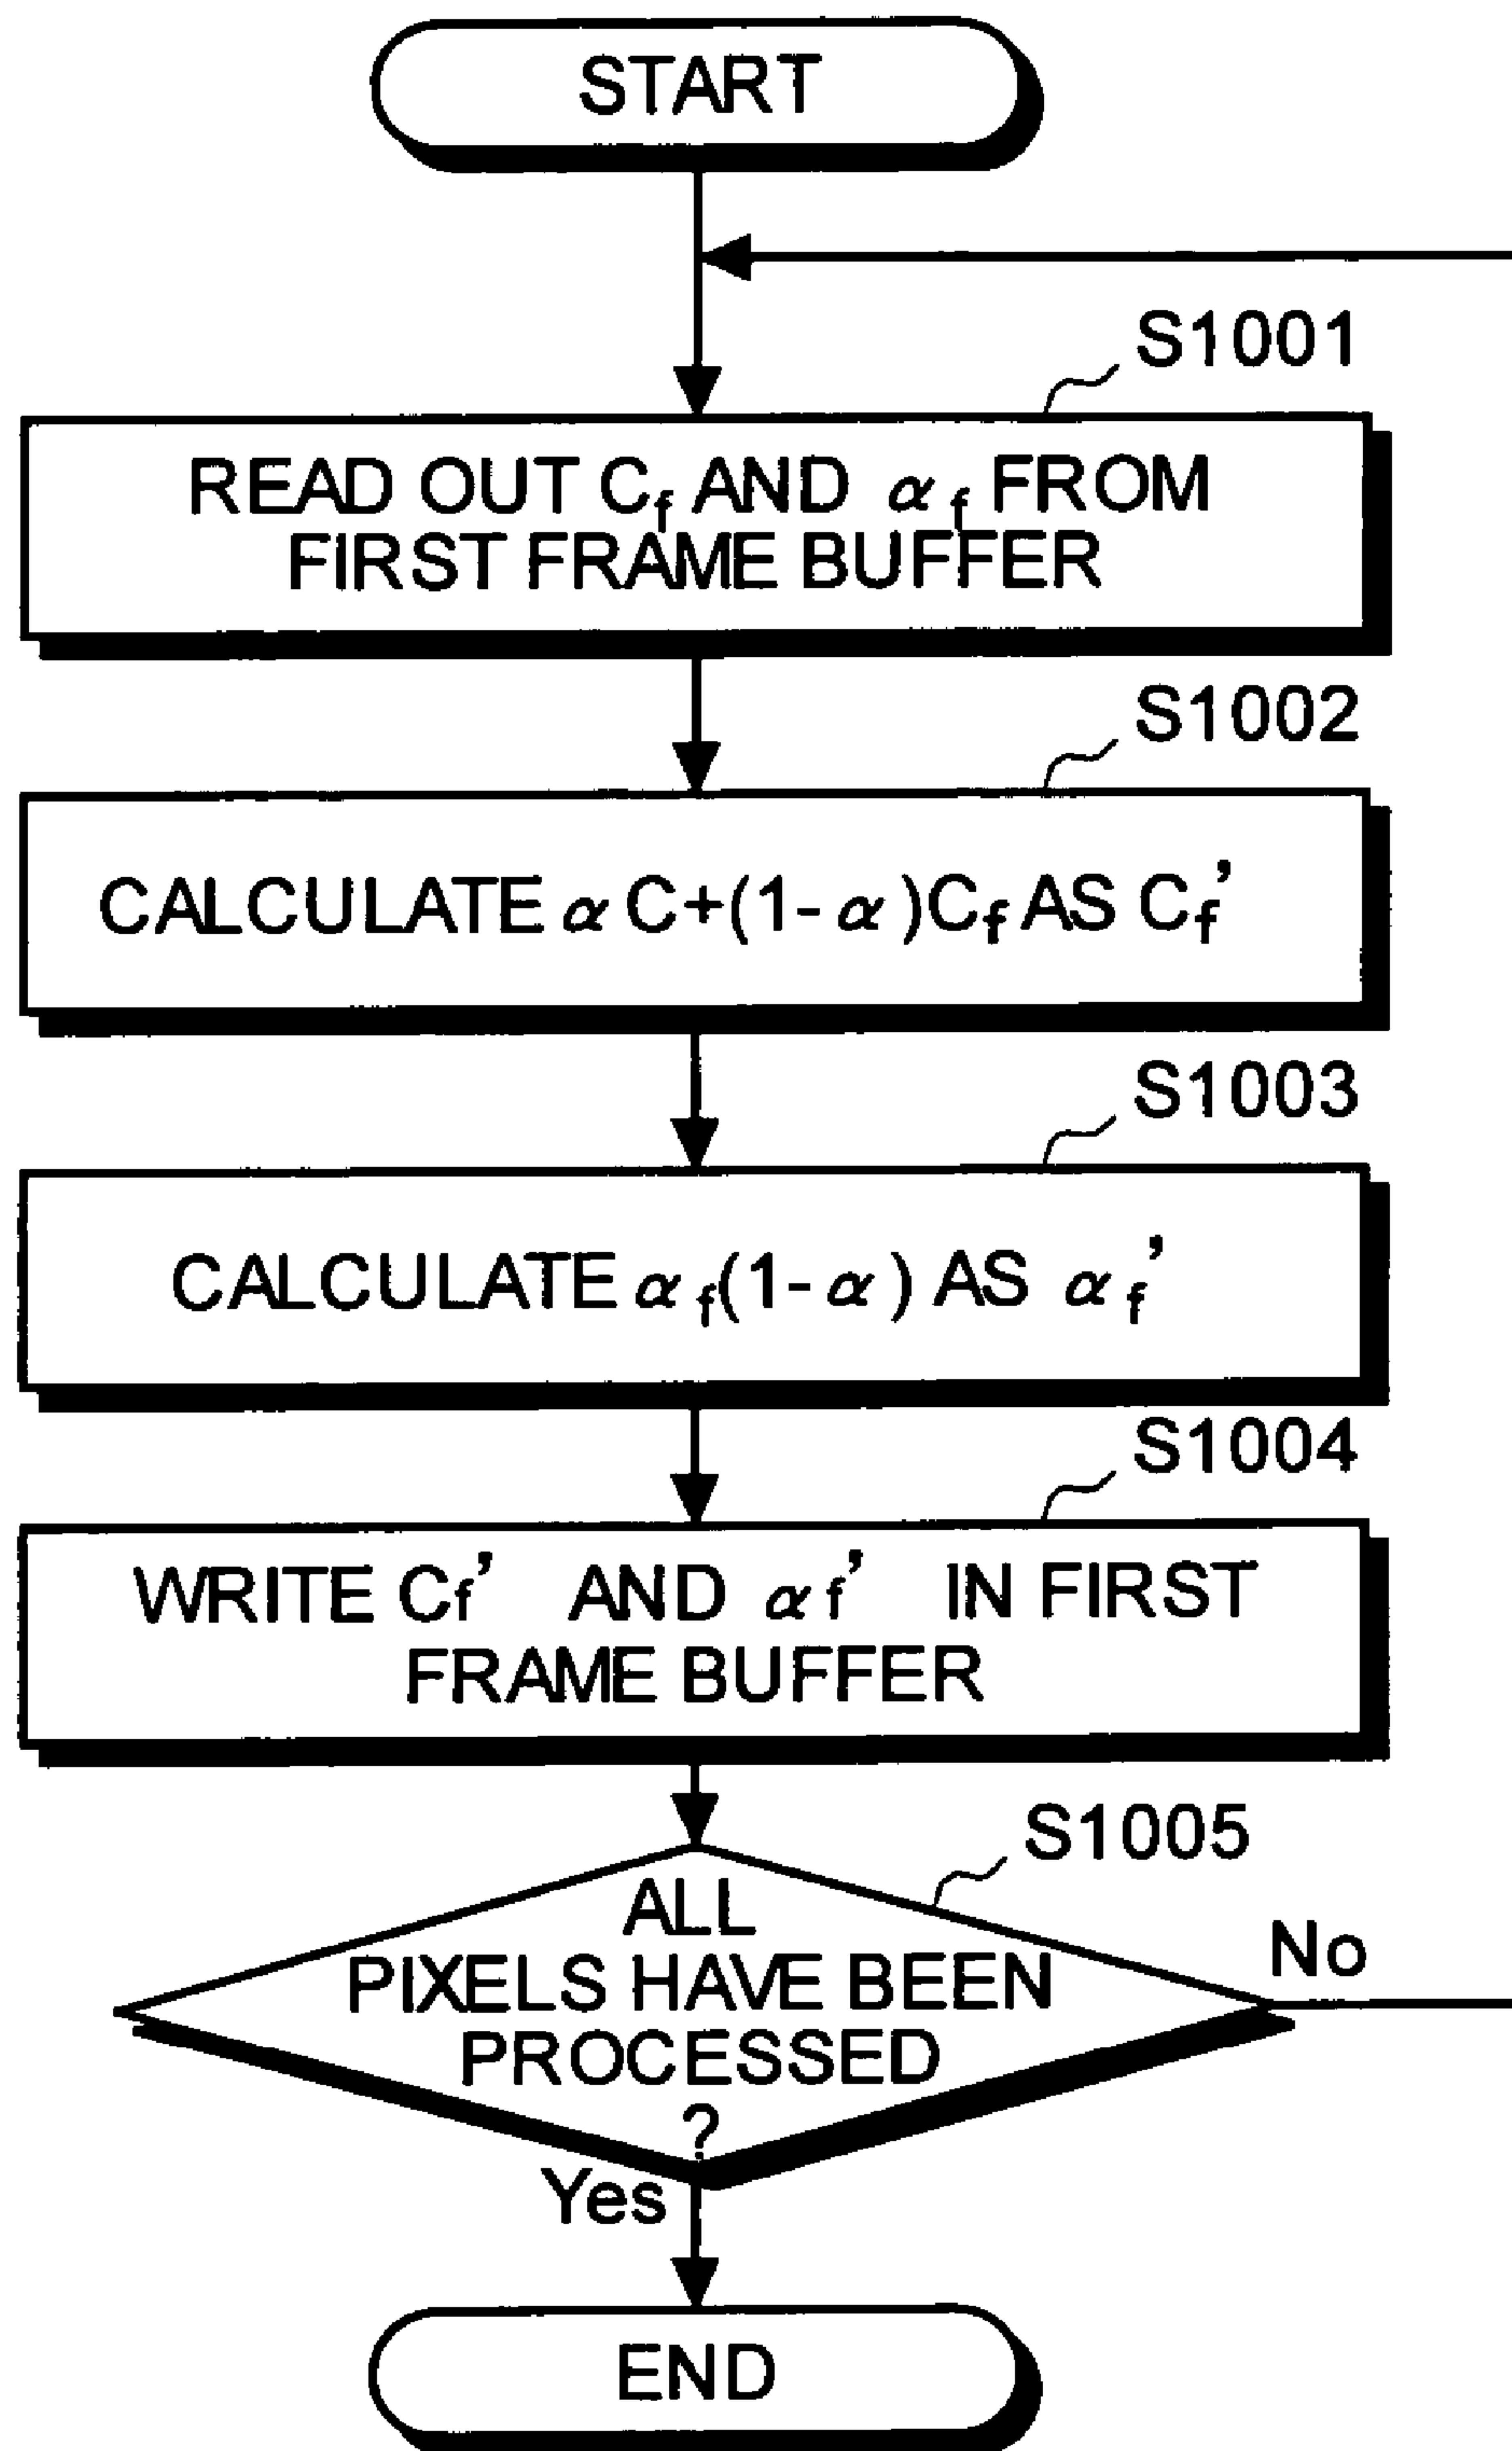 START
S1001
READ OUT Cf AND αf FROM
FIRST FRAME BUFFER
S1002
CALCULATE α C+(1-α)Cf AS Cf’
S1003
CALCULATE αf(1-α) AS αf’
S1004
WRITE Cf’ AND αf’ IN FIRST
FRAME BUFFER
S1005
ALL
PIXELS HAVE BEEN
PROCESSED
?
No
Yes
END